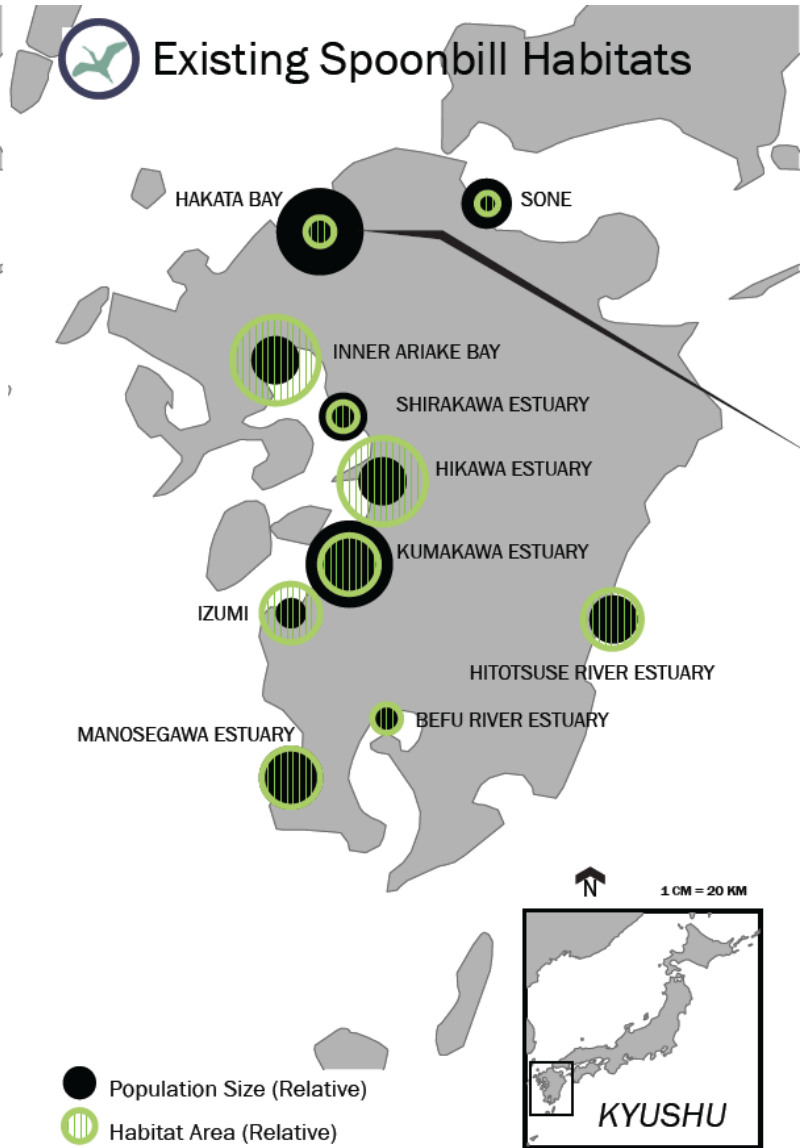 Existing Spoonbill Habitats
HAKATA BAY
SONE
INNER ARIAKE BAY
SHIRAKAWA ESTUARY
HIKAWA ESTUARY
KUMAKAWA ESTUARY
IZUMI
HITOTSUSE RIVER ESTUARY
BEFU RIVER ESTUARY
MANOSEGAWA ESTUARY
N
1 CM = 20 KM
Population Size (Relative)
Habitat Area (Relative)
KYUSHU